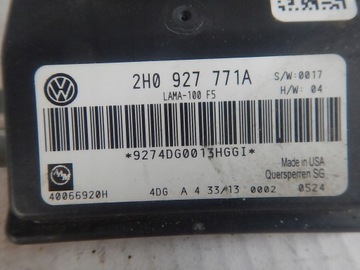 2H0 927 771A
S/W:0017
LAMA-100 F5
H/W: 04
*9274DG0013HGGI*
Made in USA
Quersperren SG
40066920H
4DG A 4 33/13 0002 0524